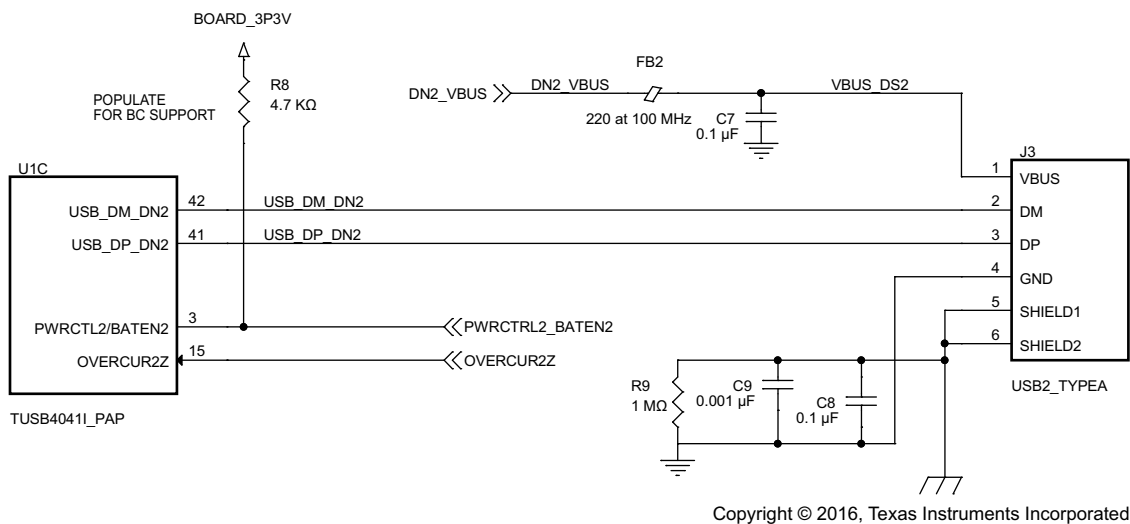 BOARD_3P3V
R8
4.7 KΩ
POPULATE
FOR BC SUPPORT
FB2
DN2_VBUS
DN2_VBUS
VBUS_DS2
220 at 100 MHz
C7
0.1 µF
U1C
J3
USB_DM_DN2
42
USB_DM_DN2
USB_DP_DN2
41
USB_DP_DN2
PWRCTL2/BATEN2
3
PWRCTRL2_BATEN2
OVERCUR2Z
15
OVERCUR2Z
TUSB4041I_PAP
1
VBUS
2
DM
3
DP
4
GND
5
SHIELD1
6
SHIELD2
USB2_TYPEA
R9
1 MΩ
C9
0.001 µF
C8
0.1 µF
Copyright © 2016, Texas Instruments Incorporated